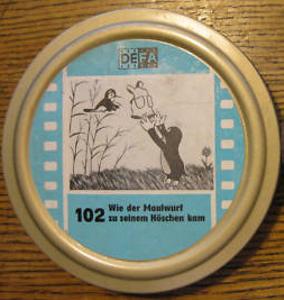 DEFA
102 Wie der Maulwurf
zu seinem Höschen kam